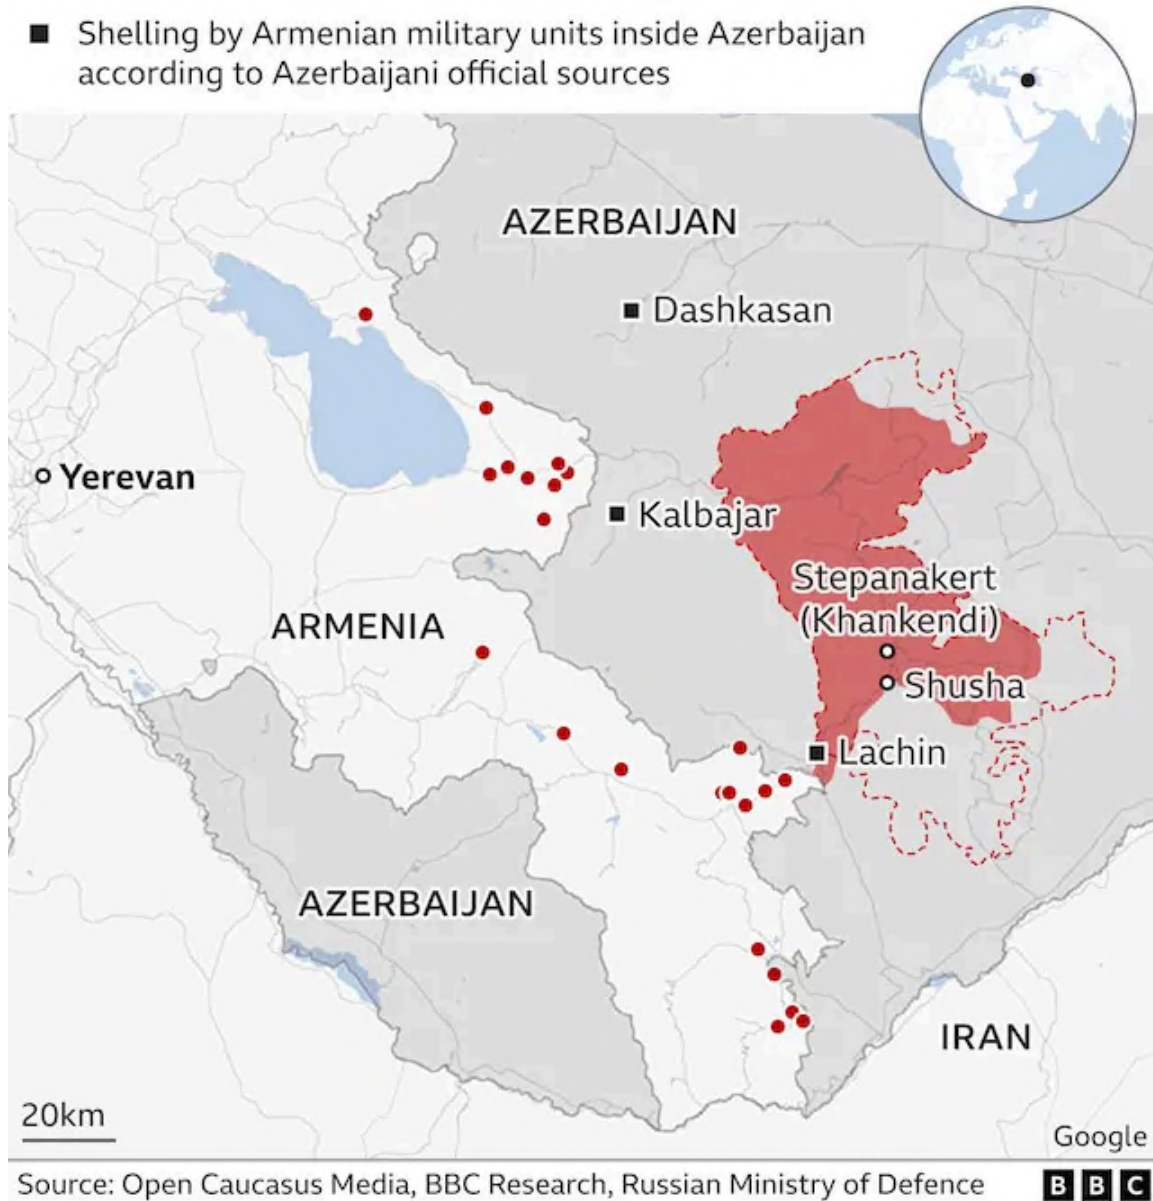 Shelling by Armenian military units inside Azerbaijan
according to Azerbaijani official sources
AZERBAIJAN
Dashkasan
Yerevan
Kalbajar
Stepanakert
(Khankendi)
ARMENIA
Shusha
Lachin
AZERBAIJAN
IRAN
20km
Google
Source: Open Caucasus Media, BBC Research, Russian Ministry of Defence
BBC